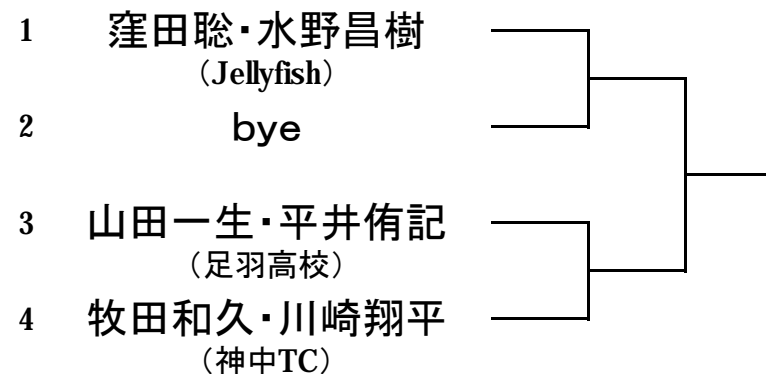 1 窪田聡・水野昌樹
（Jellyfish）
2 bye
3 山田一生・平井侑記
（足羽高校）
4 牧田和久・川崎翔平
（神中TC）